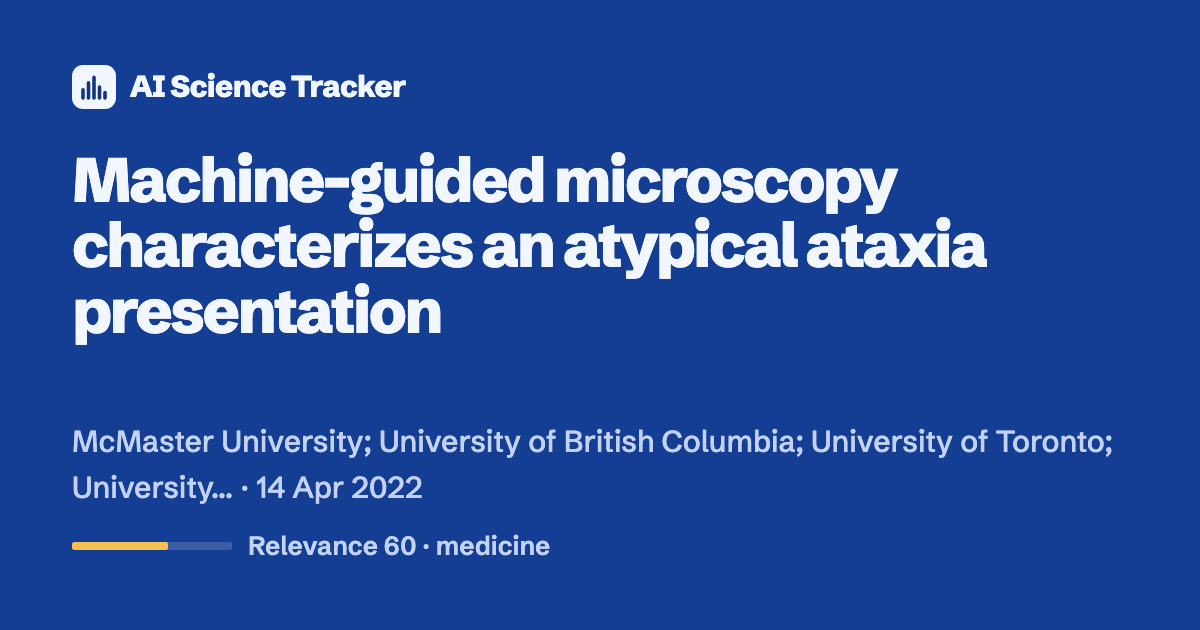 AI Science Tracker
Machine-guided microscopy
characterizes an atypical ataxia
presentation
McMaster University; University of British Columbia; University of Toronto;
University... · 14 Apr 2022
Relevance 60 · medicine